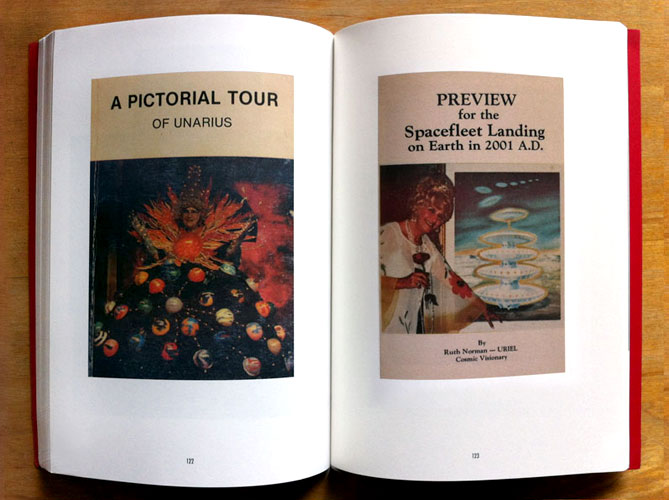 A PICTORIAL TOUR
OF UNARIUS
122
PREVIEW
for the
Spacefleet Landing
on Earth in 2001 A.D.
By
Ruth Norman — URIEL
Cosmic Visionary
123